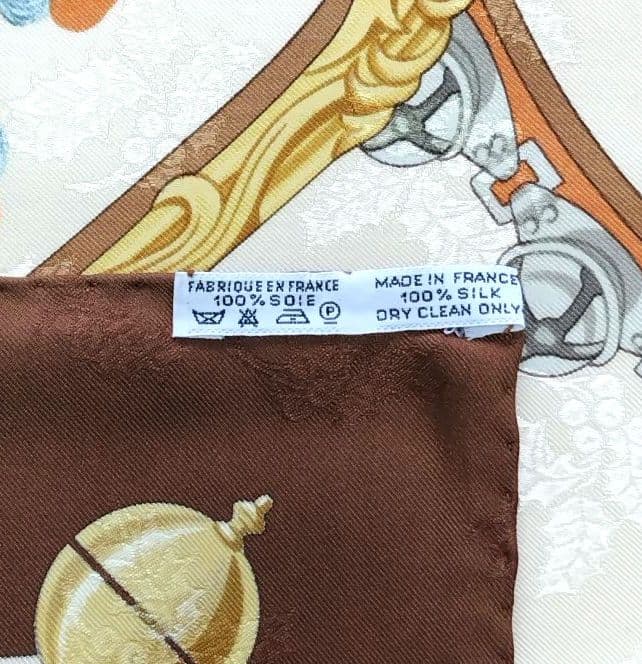 FABRIQUE EN FRANCE
100% SOIE
P
MADE IN FRANCE
100% SILK
DRY CLEAN ONLY